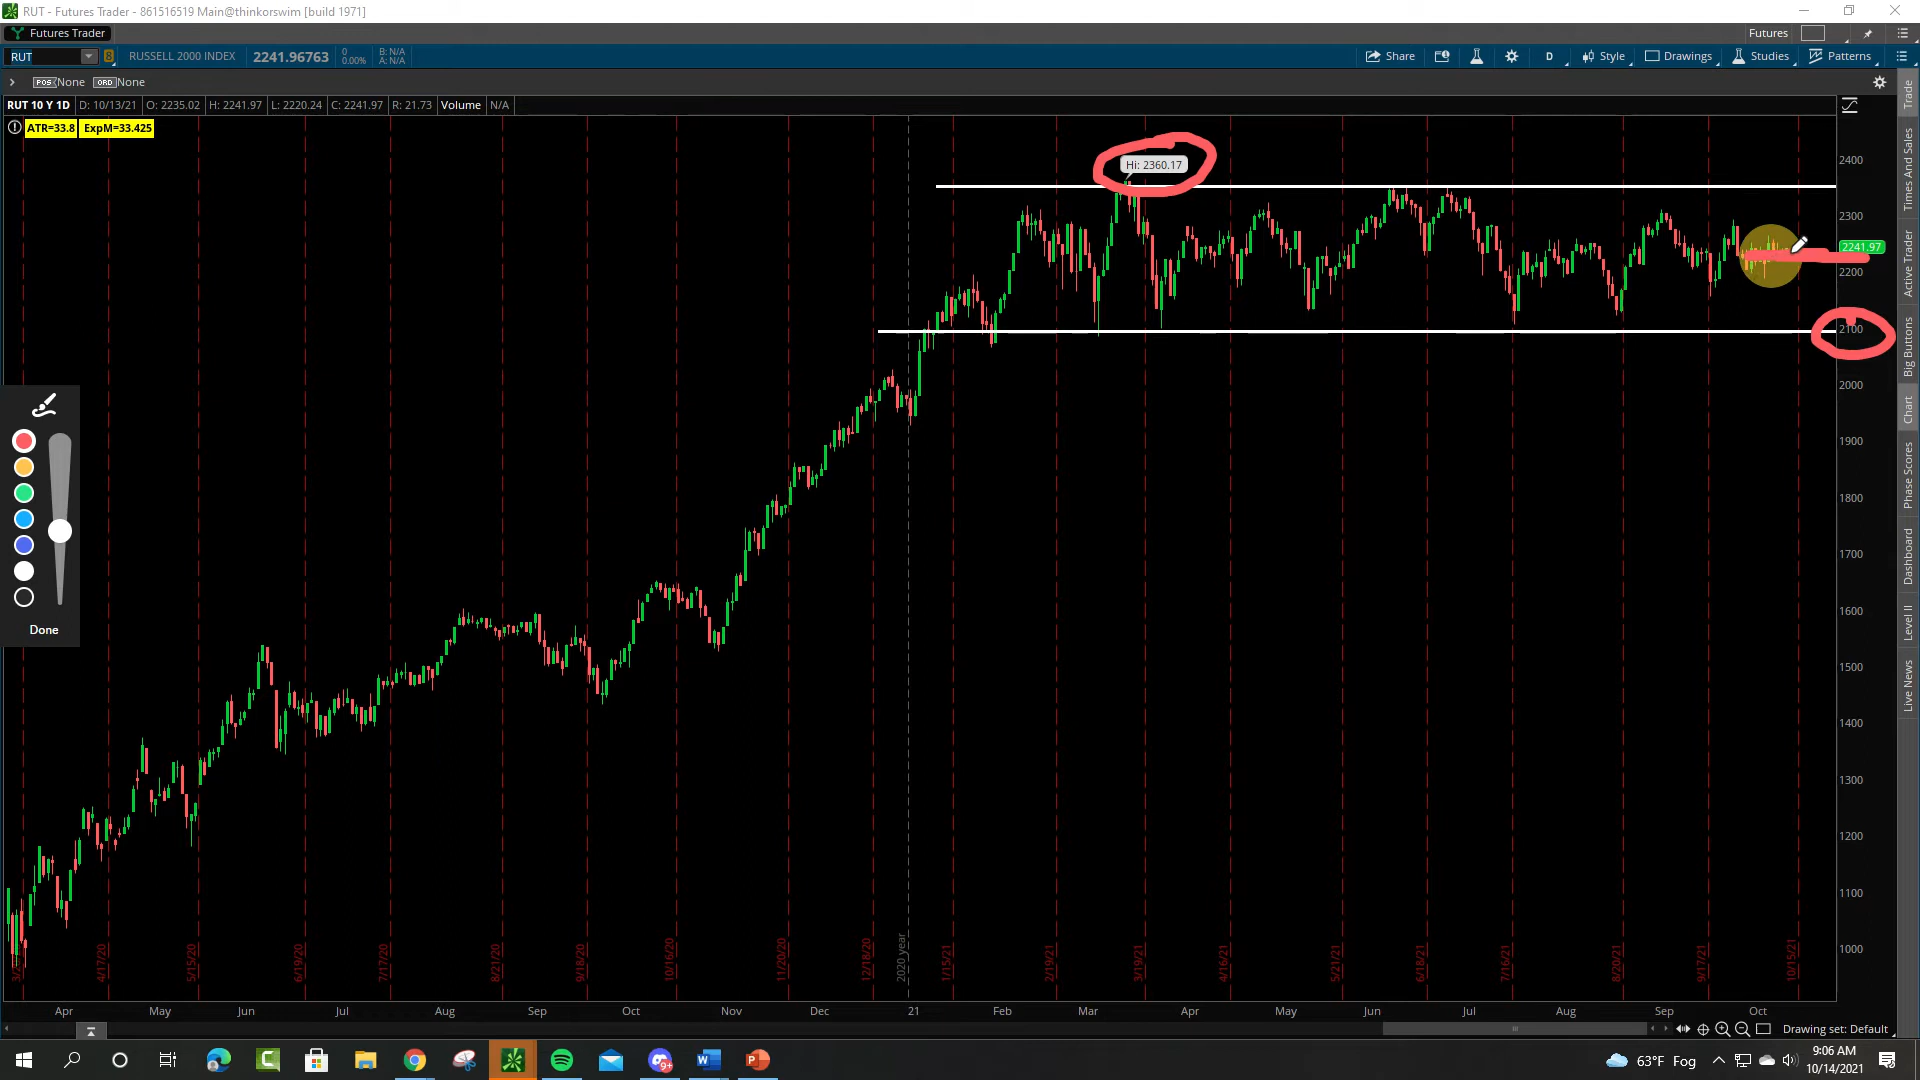 RUT - Futures Trader - 861516519 Main@thinkorswim [build 1971]
Futures Trader
Futures
RUT
8
RUSSELL 2000 INDEX
2241.96763
0
0.00%
B: N/A
A: N/A
Share
D
Style
Drawings
Studies
Patterns
POS None
ORD None
RUT 10 Y 1D
D: 10/13/21
O: 2235.02
H: 2241.97
L: 2220.24
C: 2241.97
R: 21.73
Volume
N/A
ATR=33.8
ExpM=33.425
Hi: 2360.17
2400
2300
2241.97
2200
2100
2000
1900
1800
1700
1600
1500
1400
1300
1200
1100
1000
Trade
Times And Sales
Active Trader
Big Buttons
Chart
Phase Scores
Dashboard
Level II
Live News
Done
4/17/20
5/15/20
6/19/20
7/17/20
8/21/20
9/18/20
10/16/20
11/20/20
12/18/20
2020 year
1/15/21
2/19/21
3/19/21
4/16/21
5/21/21
6/18/21
7/16/21
8/20/21
9/17/21
10/15/21
Apr
May
Jun
Jul
Aug
Sep
Oct
Nov
Dec
21
Feb
Mar
Apr
May
Jun
Jul
Aug
Sep
Oct
Drawing set: Default
9+
63°F Fog
9:06 AM
10/14/2021